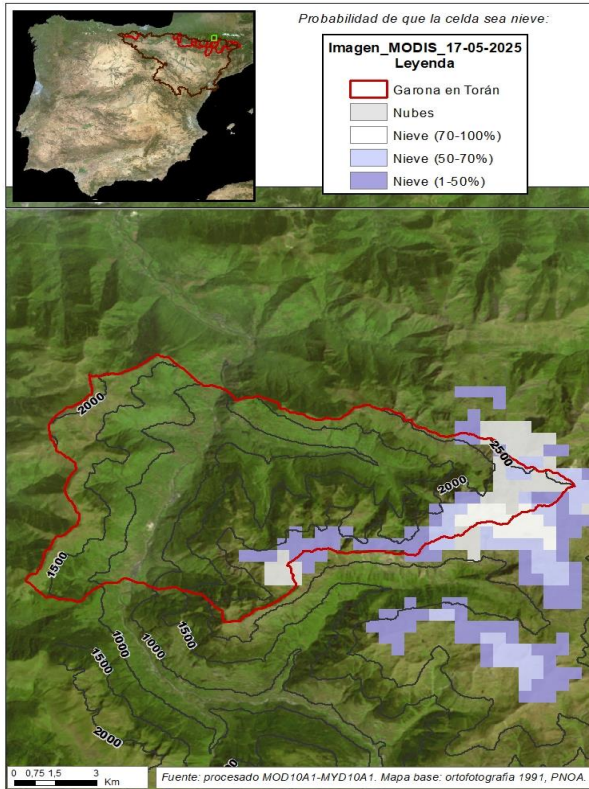 Probabilidad de que la celda sea nieve:
Imagen_MODIS_17-05-2025
Leyenda
Garona en Torán
Nubes
Nieve (70-100%)
Nieve (50-70%)
Nieve (1-50%)
2000
2500
2000
1500
1000
1000
1500
1500
2000
0 0,75 1,5 3
Km
Fuente: procesado MOD10A1-MYD10A1. Mapa base: ortofotografia 1991, PNOA.